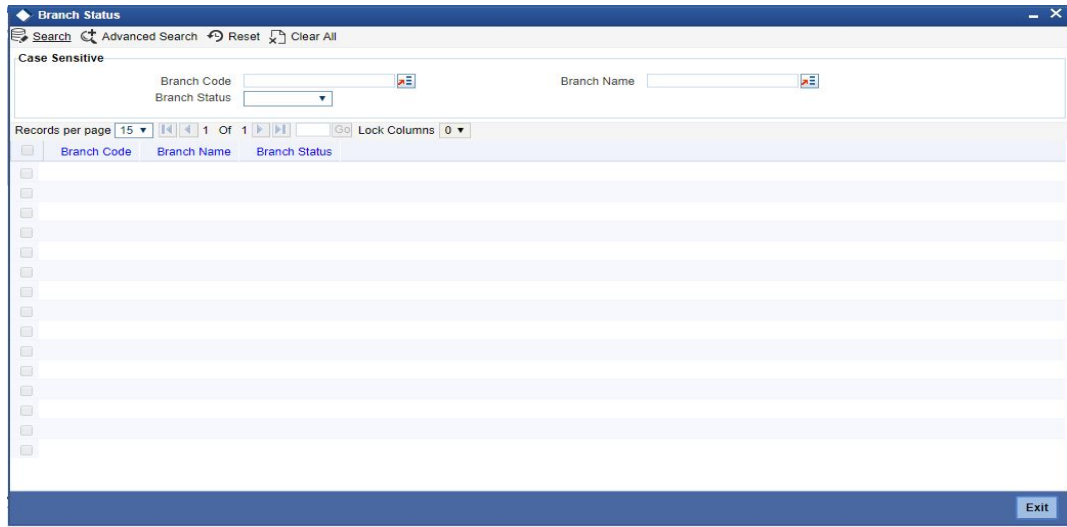 Branch Status
Search Advanced Search Reset Clear All
Case Sensitive
Branch Code Branch Name
Branch Status
Records per page 15 1 Of 1 Go Lock Columns 0
Branch Code Branch Name Branch Status
Exit